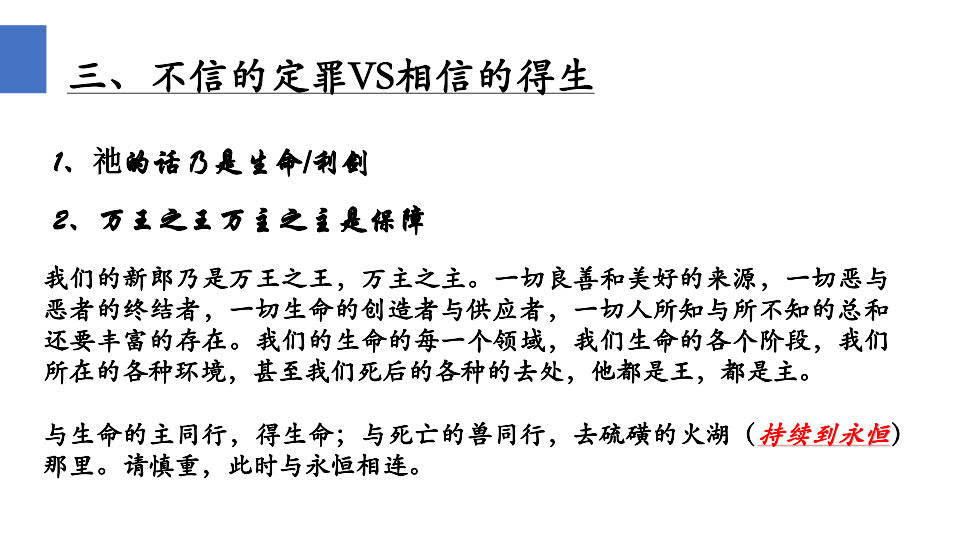 三、不信的定罪VS相信的得生
1、祂的话乃是生命/利剑
2、万王之王万主之主是保障
我们的新郎乃是万王之王，万主之主。一切良善和美好的来源，一切恶与
恶者的终结者，一切生命的创造者与供应者，一切人所知与所不知的总和
还要丰富的存在。我们的生命的每一个领域，我们生命的各个阶段，我们
所在的各种环境，甚至我们死后的各种的去处，他都是王，都是主。
与生命的主同行，得生命；与死亡的兽同行，去硫磺的火湖（持续到永恒）
那里。请慎重，此时与永恒相连。